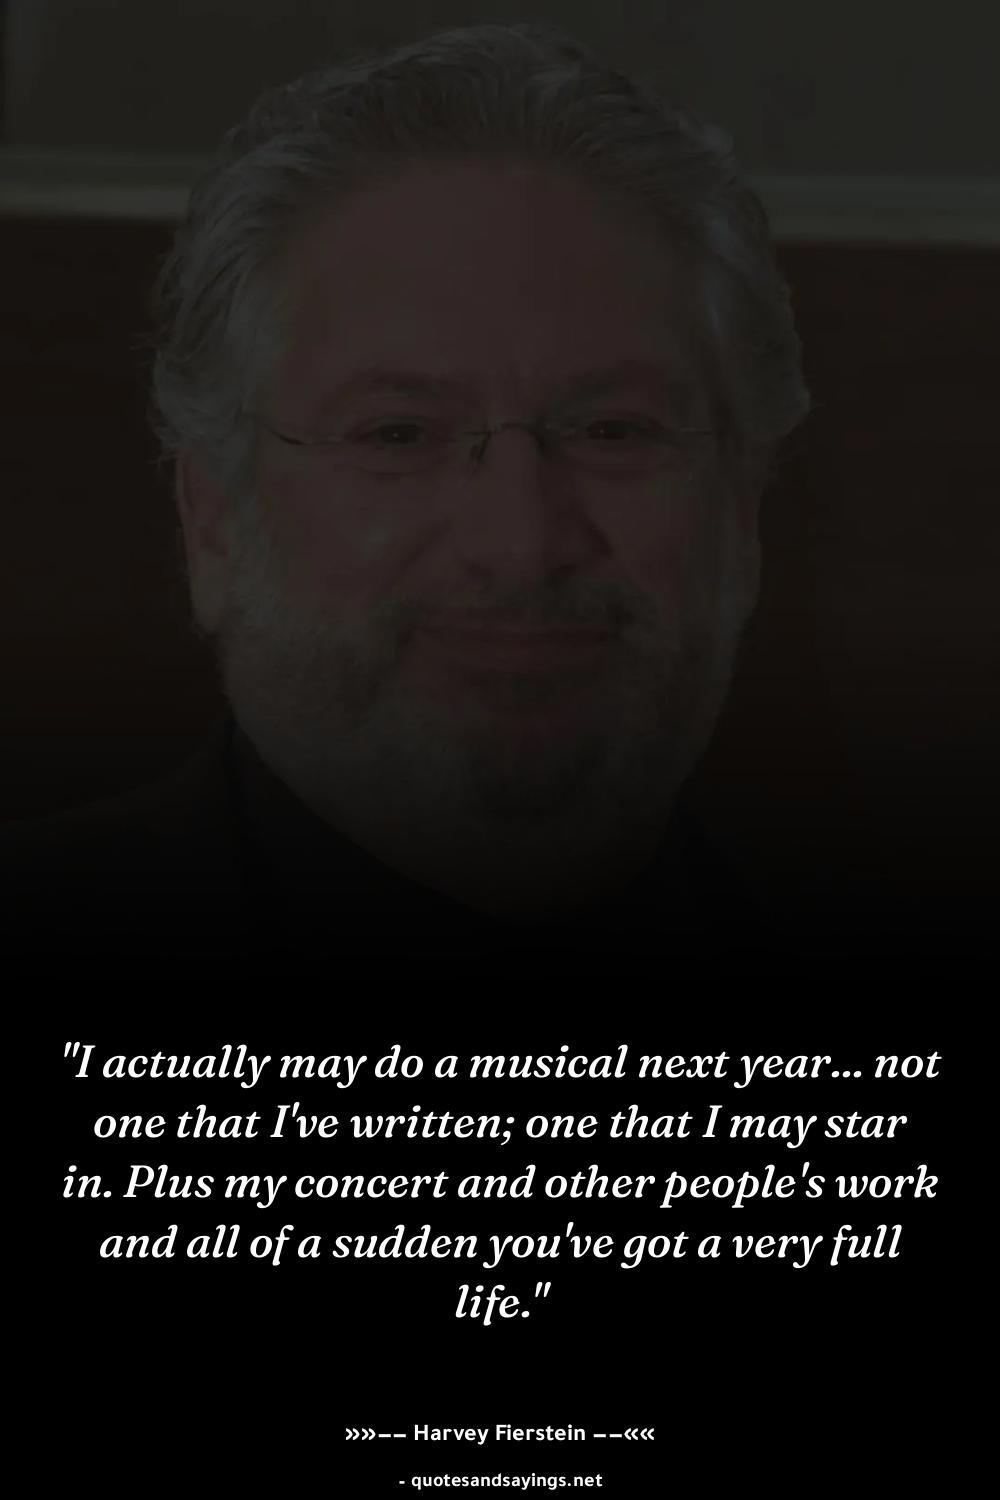 "I actually may do a musical next year... not
one that I've written; one that I may star
in. Plus my concert and other people's work
and all of a sudden you've got a very full
life."
»»–– Harvey Fierstein ––««
- quotesandsayings.net